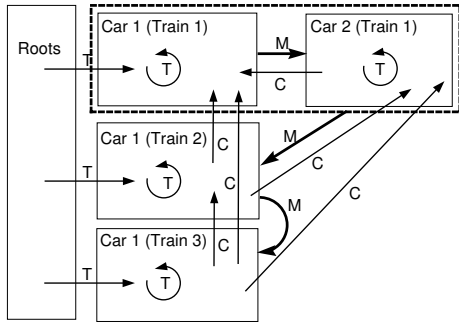 Car 1 (Train 1)
Car 2 (Train 1)
Roots
M
T
T
T
C
Car 1 (Train 2)
C
M
C
T
T
C
M
C
Car 1 (Train 3)
C
T
T